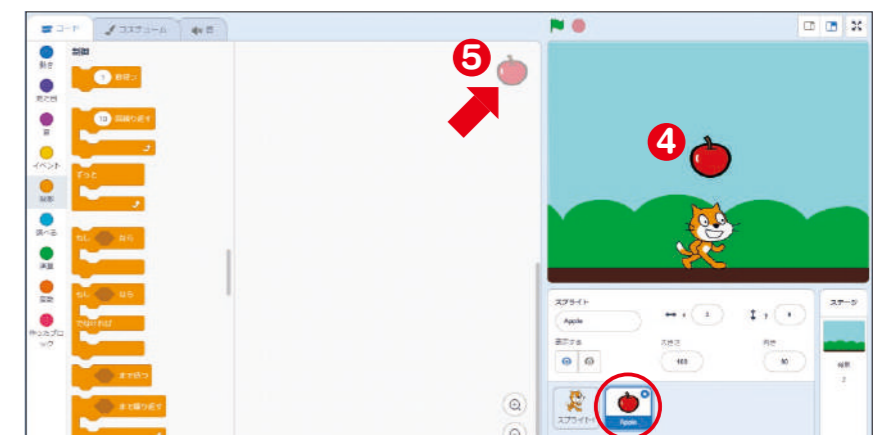 コード
コスチューム
音
動き
見た目
音
イベント
制御
調べる
演算
変数
作ったブロ
ック
制御
1 秒待つ
10 回繰り返す
ずっと
もし なら
もし なら
でなければ
まで待つ
まで繰り返す
❺
❹
スプライト
Apple
x
y
表示する
大きさ
100
向き
90
スプライト1
Apple
ステージ
背景
2